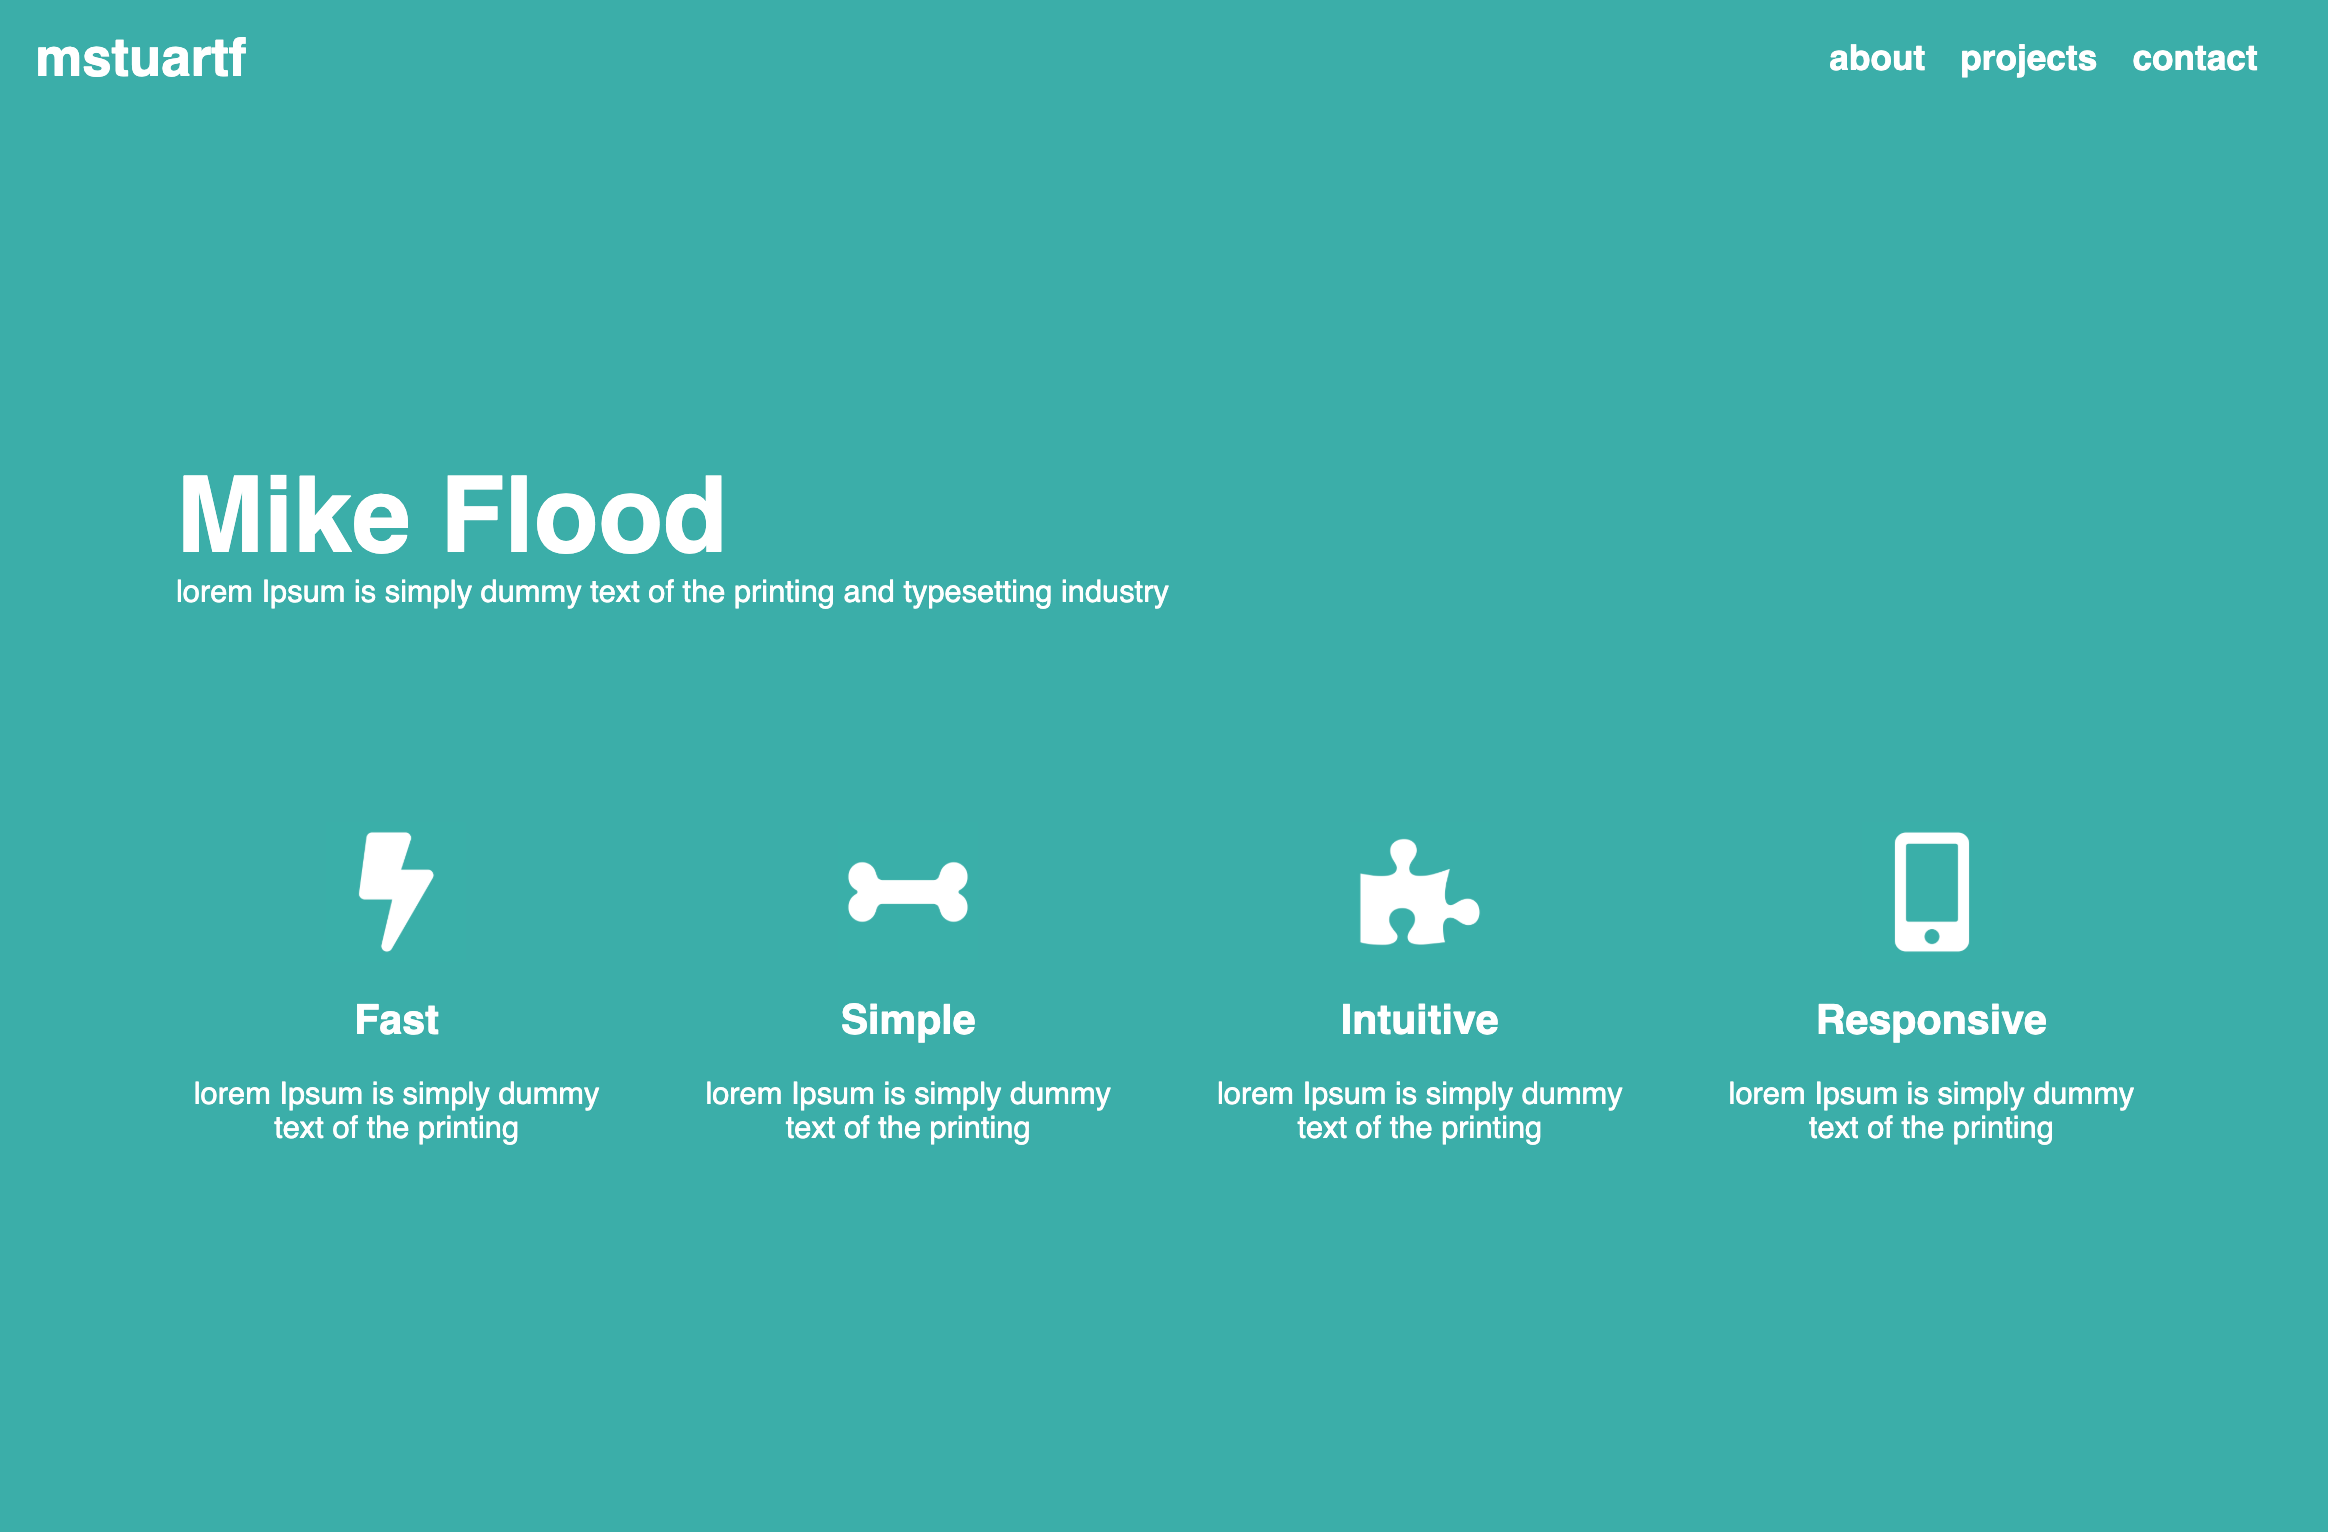 mstuartf
about projects contact
Mike Flood
lorem Ipsum is simply dummy text of the printing and typesetting industry
Fast
lorem Ipsum is simply dummy
text of the printing
Simple
lorem Ipsum is simply dummy
text of the printing
Intuitive
lorem Ipsum is simply dummy
text of the printing
Responsive
lorem Ipsum is simply dummy
text of the printing